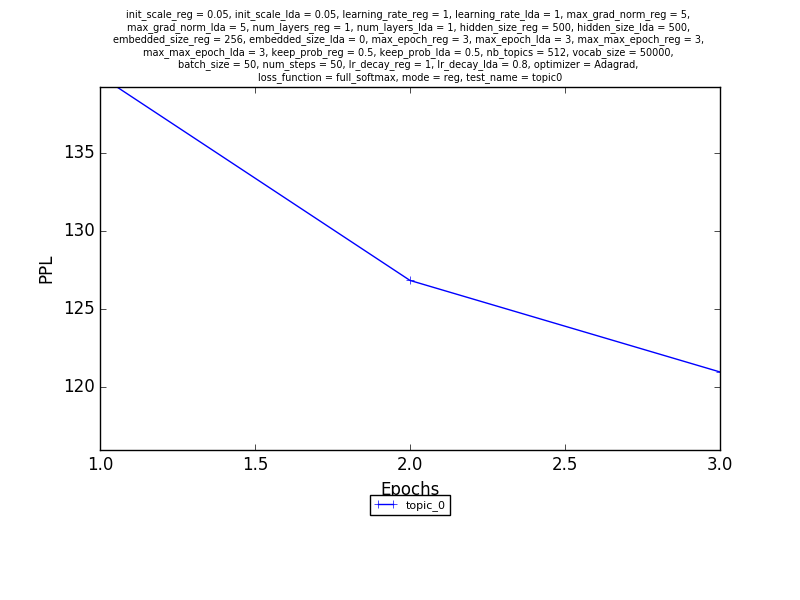 init_scale_reg = 0.05, init_scale_lda = 0.05, learning_rate_reg = 1, learning_rate_lda = 1, max_grad_norm_reg = 5,
max_grad_norm_lda = 5, num_layers_reg = 1, num_layers_lda = 1, hidden_size_reg = 500, hidden_size_lda = 500,
embedded_size_reg = 256, embedded_size_lda = 0, max_epoch_reg = 3, max_epoch_lda = 3, max_max_epoch_reg = 3,
max_max_epoch_lda = 3, keep_prob_reg = 0.5, keep_prob_lda = 0.5, nb_topics = 512, vocab_size = 50000,
batch_size = 50, num_steps = 50, lr_decay_reg = 1, lr_decay_lda = 0.8, optimizer = Adagrad,
loss_function = full_softmax, mode = reg, test_name = topic0
135
130
125
120
PPL
1.0 1.5 2.0 2.5 3.0
Epochs
topic_0